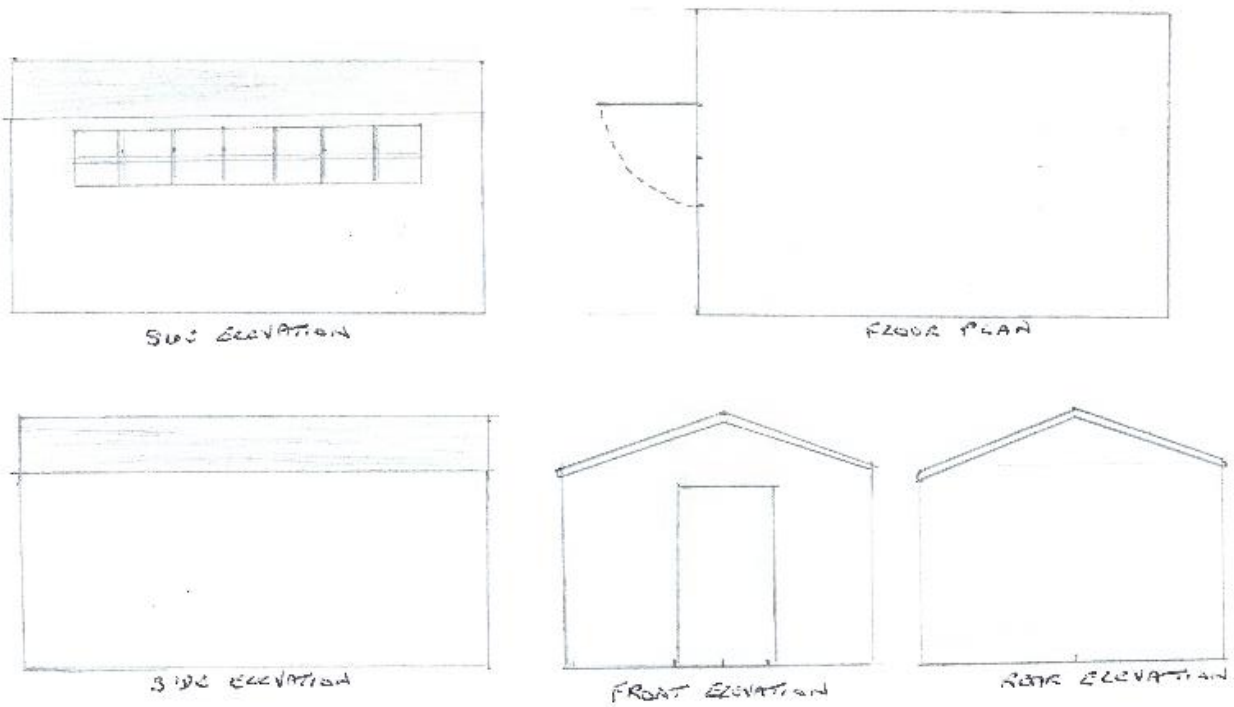 SIDE ELEVATION
FLOOR PLAN
SIDE ELEVATION
FRONT ELEVATION
REAR ELEVATION